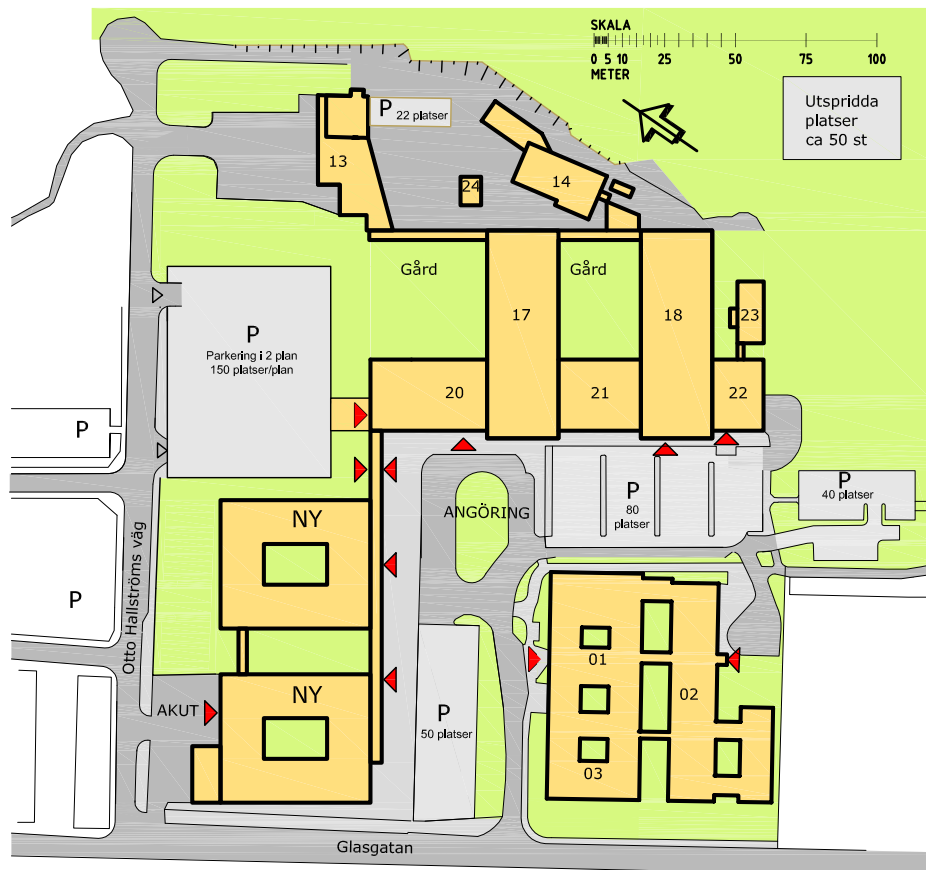 SKALA
0 5 10 25 50 75 100
METER
Utspridda
platser
ca 50 st
P 22 platser
13
24
14
Gård
Gård
17
18
23
P
Parkering i 2 plan
150 platser/plan
20
21
22
P
P
80
platser
P
40 platser
ANGÖRING
NY
Otto Hallströms väg
P
01
02
03
NY
AKUT
P
50 platser
Glasgatan